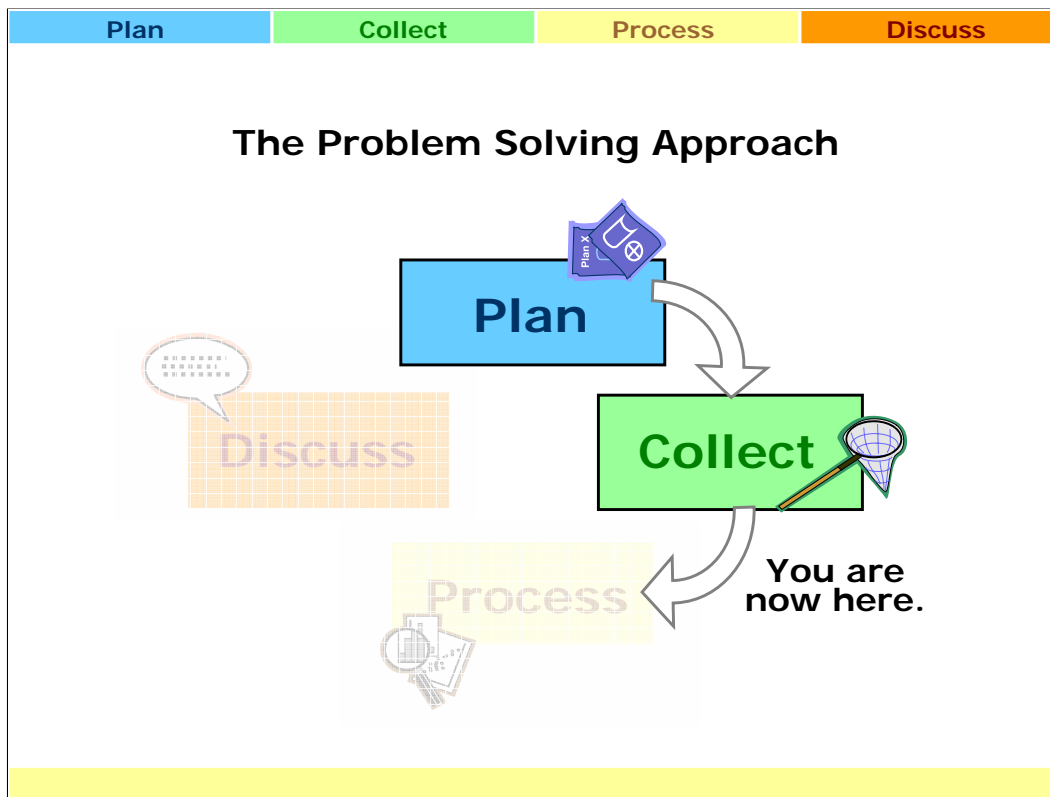 Plan Collect Process Discuss
The Problem Solving Approach
Plan X
Plan
Discuss
Collect
Process
You are
now here.